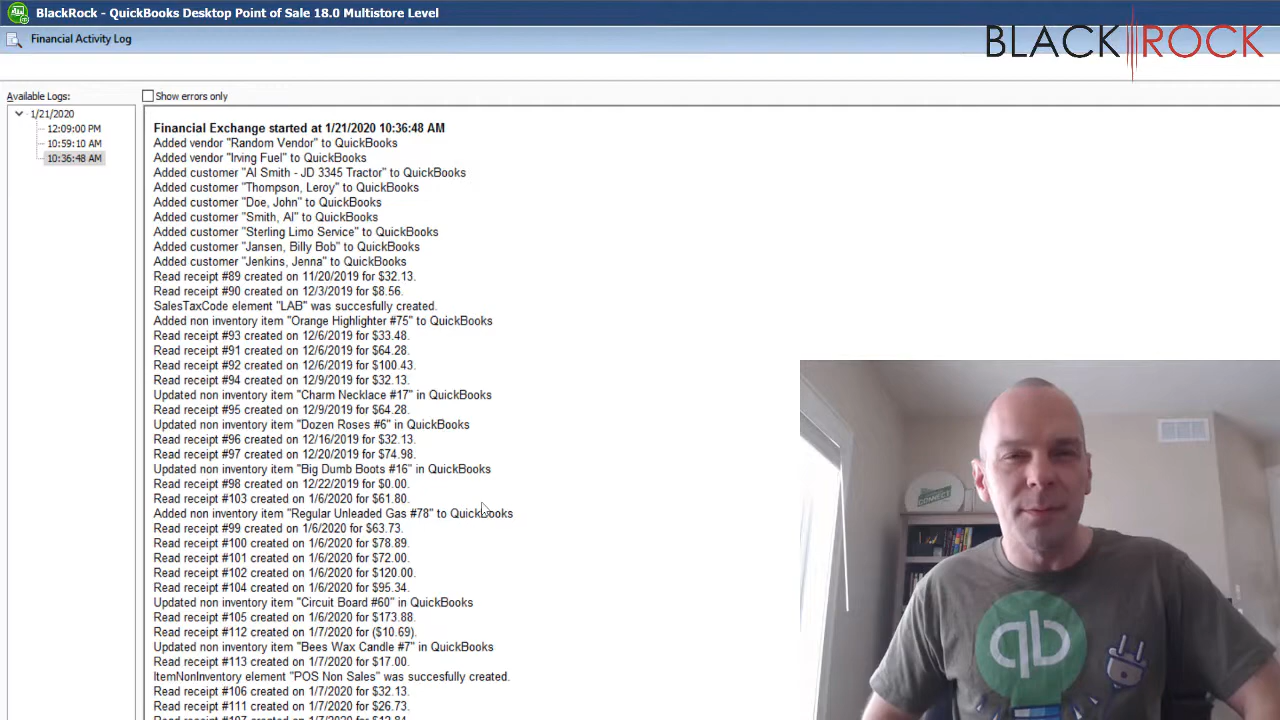 BlackRock - QuickBooks Desktop Point of Sale 18.0 Multistore Level
Financial Activity Log
BLACK ROCK
Available Logs:
Show errors only
1/21/2020
12:09:00 PM
10:59:10 AM
10:36:48 AM
Financial Exchange started at 1/21/2020 10:36:48 AM
Added vendor "Random Vendor" to QuickBooks
Added vendor "Irving Fuel" to QuickBooks
Added customer "Al Smith - JD 3345 Tractor" to QuickBooks
Added customer "Thompson, Leroy" to QuickBooks
Added customer "Doe, John" to QuickBooks
Added customer "Smith, Al" to QuickBooks
Added customer "Sterling Limo Service" to QuickBooks
Added customer "Jansen, Billy Bob" to QuickBooks
Added customer "Jenkins, Jenna" to QuickBooks
Read receipt #89 created on 11/20/2019 for $32.13.
Read receipt #90 created on 12/3/2019 for $8.56.
SalesTaxCode element "LAB" was succesfully created.
Added non inventory item "Orange Highlighter #75" to QuickBooks
Read receipt #93 created on 12/6/2019 for $33.48.
Read receipt #91 created on 12/6/2019 for $64.28.
Read receipt #92 created on 12/6/2019 for $100.43.
Read receipt #94 created on 12/9/2019 for $32.13.
Updated non inventory item "Charm Necklace #17" in QuickBooks
Read receipt #95 created on 12/9/2019 for $64.28.
Updated non inventory item "Dozen Roses #6" in QuickBooks
Read receipt #96 created on 12/16/2019 for $32.13.
Read receipt #97 created on 12/20/2019 for $74.98.
Updated non inventory item "Big Dumb Boots #16" in QuickBooks
Read receipt #98 created on 12/22/2019 for $0.00.
Read receipt #103 created on 1/6/2020 for $61.80.
Added non inventory item "Regular Unleaded Gas #78" to QuickBooks
Read receipt #99 created on 1/6/2020 for $63.73.
Read receipt #100 created on 1/6/2020 for $78.89.
Read receipt #101 created on 1/6/2020 for $72.00.
Read receipt #102 created on 1/6/2020 for $120.00.
Read receipt #104 created on 1/6/2020 for $95.34.
Updated non inventory item "Circuit Board #60" in QuickBooks
Read receipt #105 created on 1/6/2020 for $173.88.
Read receipt #112 created on 1/7/2020 for ($10.69).
Updated non inventory item "Bees Wax Candle #7" in QuickBooks
Read receipt #113 created on 1/7/2020 for $17.00.
ItemNonInventory element "POS Non Sales" was succesfully created.
Read receipt #106 created on 1/7/2020 for $32.13.
Read receipt #111 created on 1/7/2020 for $26.73.
Read receipt #107 created on 1/7/2020 for $12.84.
CONNECT
qb